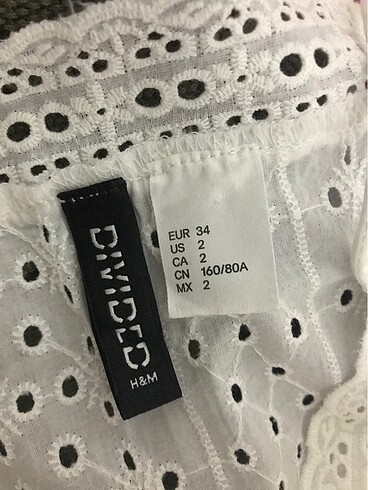 DIVIDED
H&M
EUR 34
US 2
CA 2
CN 160/80A
MX 2